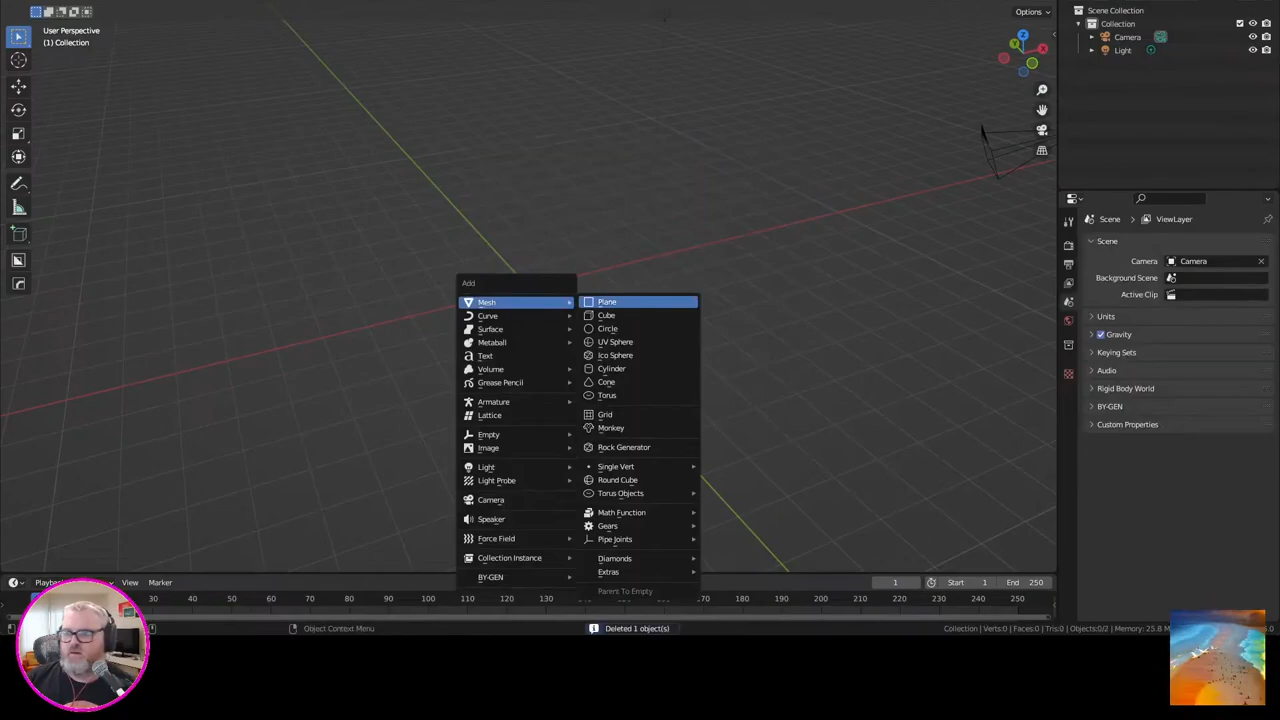 Options
User Perspective
(1) Collection
Z
X
Y
Scene Collection
Collection
Camera
Light
Scene
ViewLayer
Scene
Camera
Camera
Background Scene
Active Clip
Units
Gravity
Keying Sets
Audio
Rigid Body World
BY-GEN
Custom Properties
Add
Mesh
Curve
Surface
Metaball
Text
Volume
Grease Pencil
Armature
Lattice
Empty
Image
Light
Light Probe
Camera
Speaker
Force Field
Collection Instance
BY-GEN
Plane
Cube
Circle
UV Sphere
Ico Sphere
Cylinder
Cone
Torus
Grid
Monkey
Rock Generator
Single Vert
Round Cube
Torus Objects
Math Function
Gears
Pipe Joints
Diamonds
Extras
Parent To Empty
View
Marker
1
Start 1
End 250
30 40 50 60 70 80 90 100 110 120 130 140 150 160 170 180 190 200 210 220 230 240 250
Object Context Menu
Deleted 1 object(s)
Collection | Verts:0 | Faces:0 | Tris:0 | Objects:0/2 | Memory: 25.8